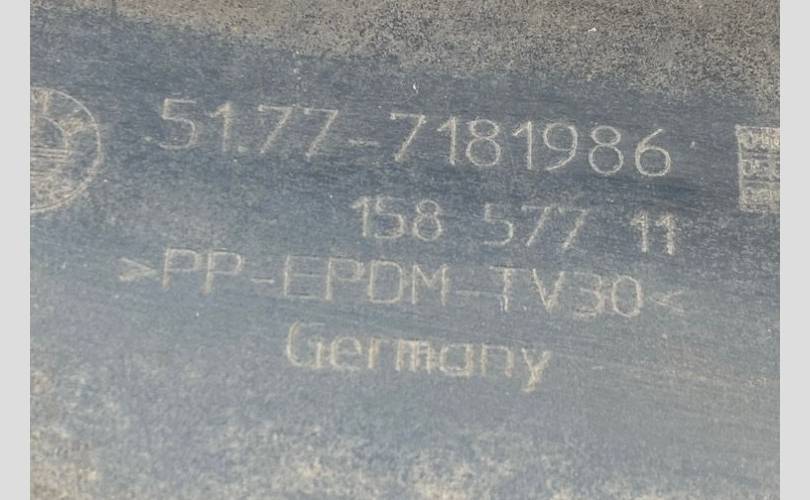 51.77-7181986
158 577 11
>PP-EPDM-TV30<
Germany